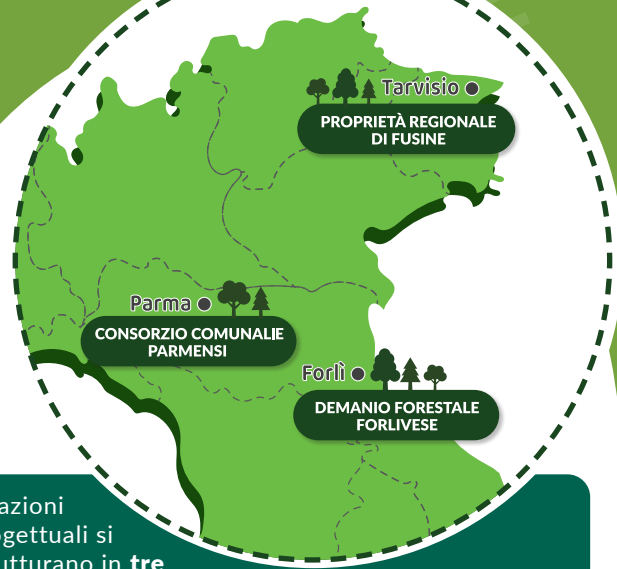 Tarvisio
PROPRIETÀ REGIONALE
DI FUSINE
Parma
CONSORZIO COMUNALIE
PARMENSI
Forlì
DEMANIO FORESTALE
FORLIVESE
azioni
ogettuali si
utturano in tre